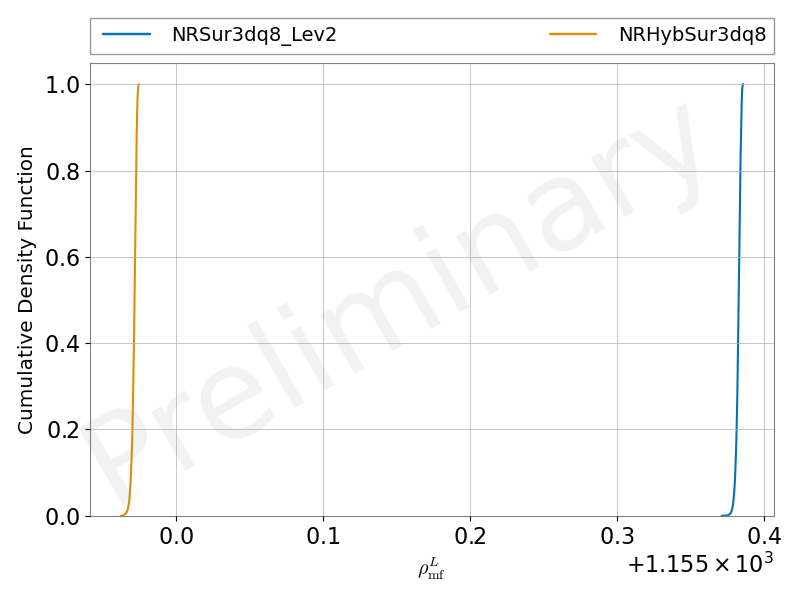 NRSur3dq8_Lev2 NRHybSur3dq8
1.0
0.8
0.6
0.4
0.2
0.0
Cumulative Density Function
Preliminary
0.0 0.1 0.2 0.3 0.4
+1.155 × 10³
ρ_mf^L